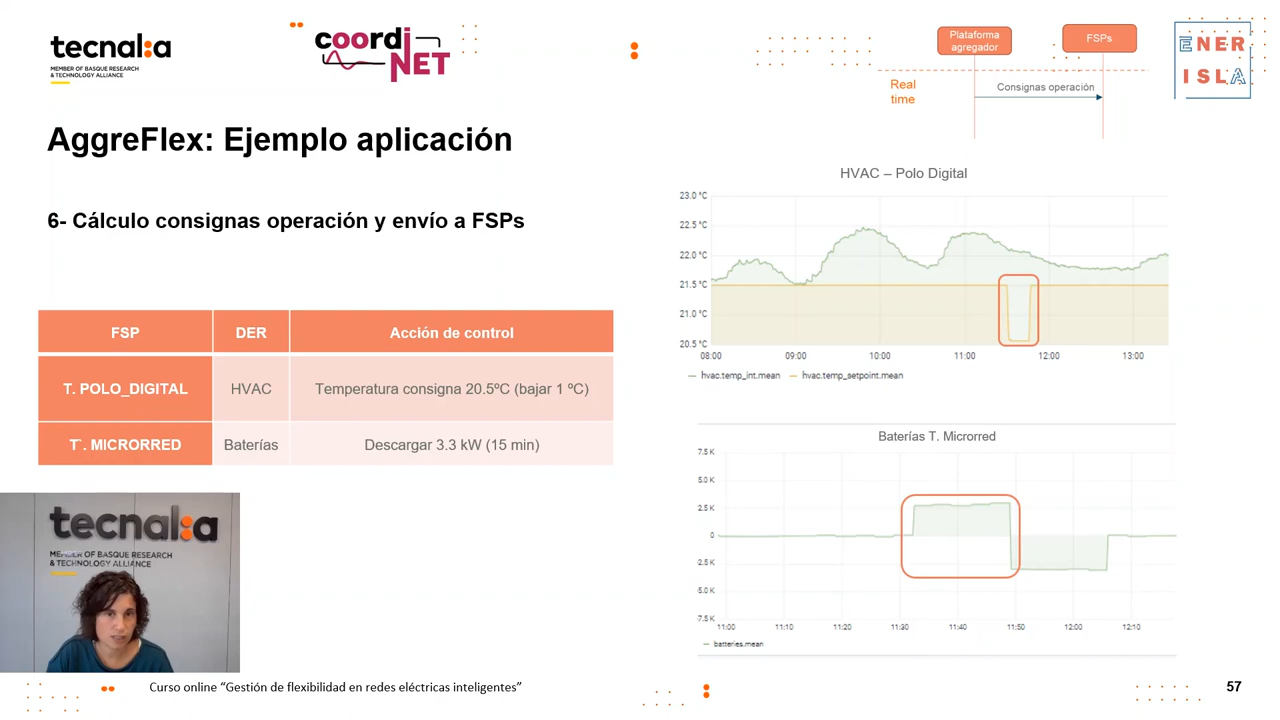 tecnalia
MEMBER OF BASQUE RESEARCH
& TECHNOLOGY ALLIANCE
coordiNET
Plataforma
agregador
FSPs
Real
time
Consignas operación
ENER
ISLA
AggreFlex: Ejemplo aplicación
6- Cálculo consignas operación y envío a FSPs
FSP DER Acción de control
T. POLO_DIGITAL HVAC Temperatura consigna 20.5ºC (bajar 1 ºC)
T. MICRORRED Baterías Descargar 3.3 kW (15 min)
HVAC – Polo Digital
23.0 °C
22.5 °C
22.0 °C
21.5 °C
21.0 °C
20.5 °C
08:00 09:00 10:00 11:00 12:00 13:00
hvac.temp_int.mean hvac.temp_setpoint.mean
Baterías T. Microrred
7.5 K
5.0 K
2.5 K
0
2.5 K
5.0 K
7.5 K
11:00 11:10 11:20 11:30 11:40 11:50 12:00 12:10
batteries.mean
tecnalia
MEMBER OF BASQUE RESEARCH
& TECHNOLOGY ALLIANCE
Curso online “Gestión de flexibilidad en redes eléctricas inteligentes”
57